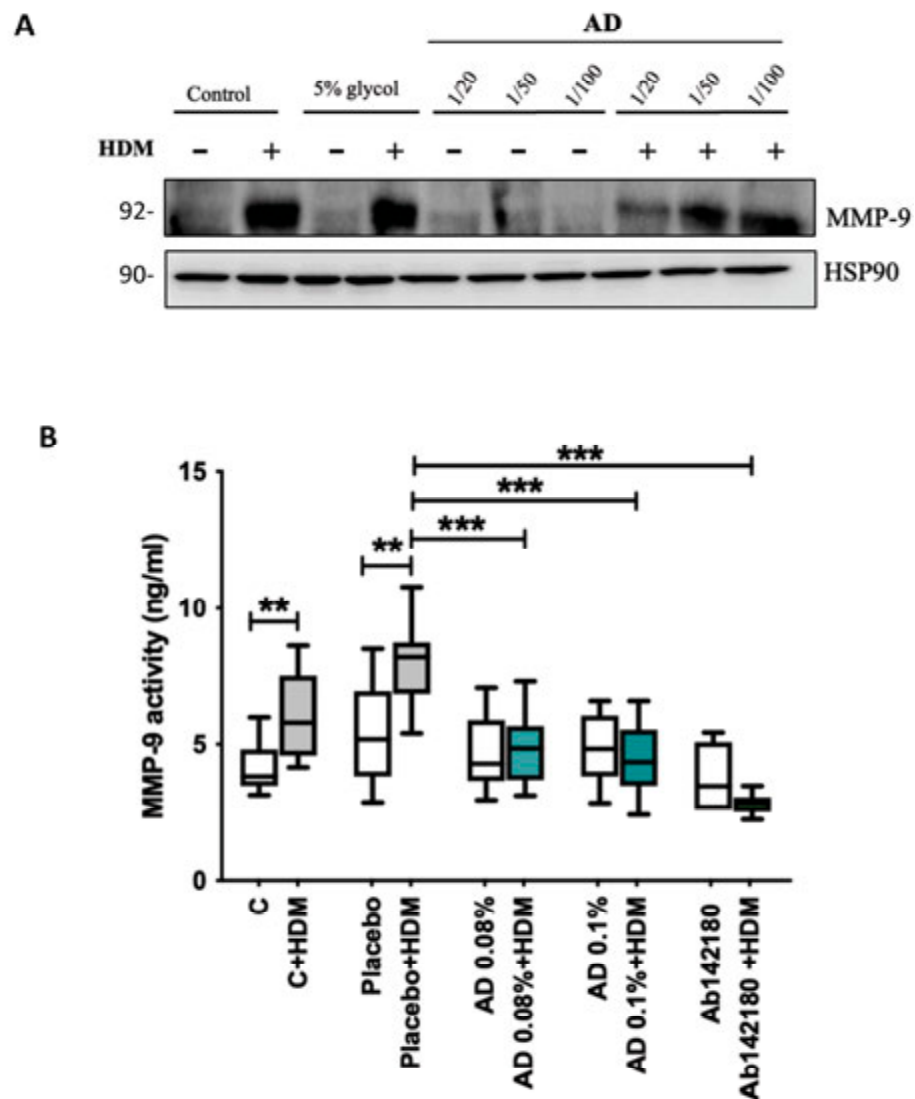 A
AD
Control 5% glycol 1/20 1/50 1/100 1/20 1/50 1/100
HDM - + - + - - - + + +
92- MMP-9
90- HSP90
B
***
***
***
**
**
15
10
5
0
MMP-9 activity (ng/ml)
C
C+HDM
Placebo
Placebo+HDM
AD 0.08%
AD 0.08%+HDM
AD 0.1%
AD 0.1%+HDM
Ab142180
Ab142180 +HDM